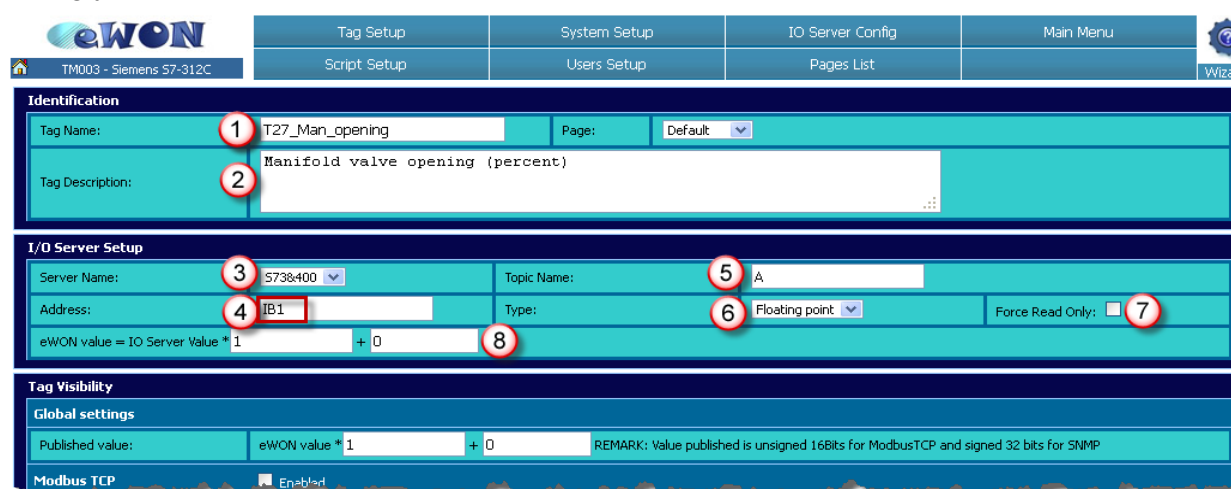 eWON Tag Setup System Setup IO Server Config Main Menu
TM003 - Siemens S7-312C Script Setup Users Setup Pages List Wiza
Identification
Tag Name: 1 T27_Man_opening Page: Default
Tag Description: 2 Manifold valve opening (percent)
I/O Server Setup
Server Name: 3 S73&400 Topic Name: 5 A
Address: 4 IB1 Type: 6 Floating point Force Read Only: 7
eWON value = IO Server Value * 1 + 0 8
Tag Visibility
Global settings
Published value: eWON value * 1 + 0 REMARK: Value published is unsigned 16Bits for ModbusTCP and signed 32 bits for SNMP
Modbus TCP Enabled